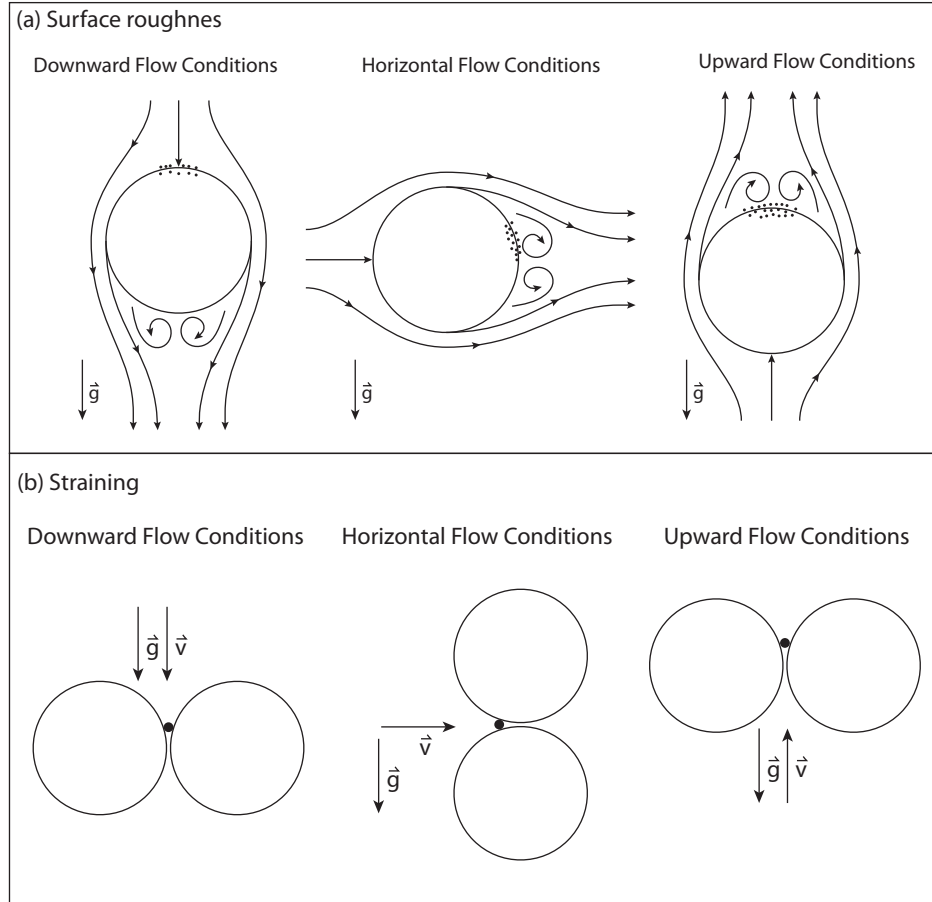 (a) Surface roughnes
Downward Flow Conditions
Horizontal Flow Conditions
Upward Flow Conditions
g⃗
g⃗
g⃗
(b) Straining
Downward Flow Conditions
Horizontal Flow Conditions
Upward Flow Conditions
g⃗ v⃗
v⃗
g⃗
g⃗ v⃗